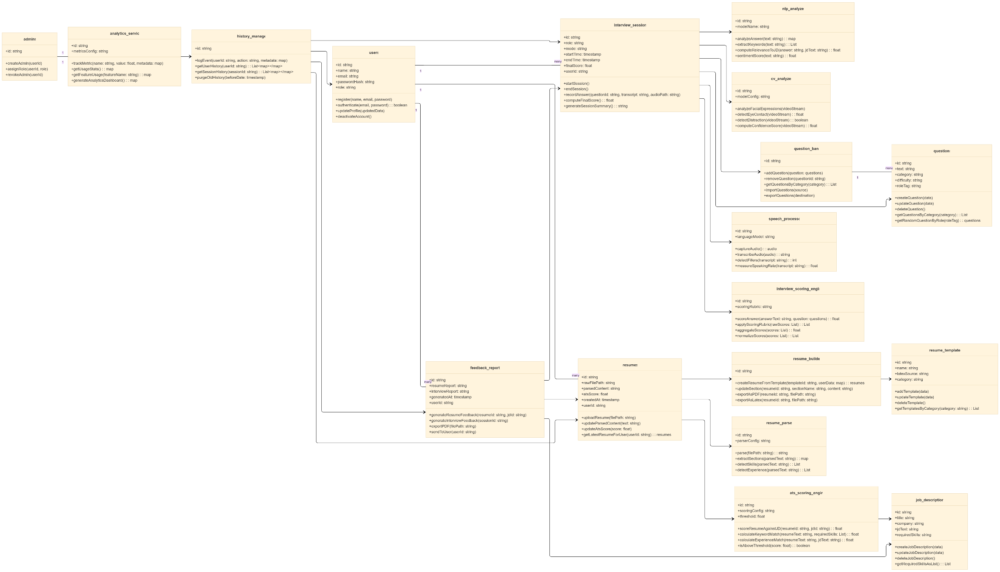 admins
+id: string
+createAdmin(userId)
+assignRole(userId, role)
+revokeAdmin(userId)
1
1
analytics_servic
+id: string
+metricsConfig: string
+trackMetric(name: string, value: float, metadata: map)
+getUsageStats() : : map
+getFeatureUsage(featureName: string) : : map
+generateAnalyticsDashboard() : : map
history_manage
+id: string
+logEvent(userId: string, action: string, metadata: map)
+getUserHistory(userId: string) : : List<map></map>
+getSessionHistory(sessionId: string) : : List<map></map>
+purgeOldHistory(beforeDate: timestamp)
users
+id: string
+name: string
+email: string
+passwordHash: string
+role: string
+register(name, email, password)
+authenticate(email, password) : : boolean
+updateProfile(updatedData)
+deactivateAccount()
1
1
1
many
interview_session
+id: string
+role: string
+mode: string
+startTime: timestamp
+endTime: timestamp
+finalScore: float
+userId: string
+startSession()
+endSession()
+recordAnswer(questionId: string, transcript: string, audioPath: string)
+computeFinalScore() : : float
+generateSessionSummary() : : string
nlp_analyze
+id: string
+modelName: string
+analyzeAnswer(text: string) : : map
+extractKeywords(text: string) : : List
+computeRelevanceToJD(answer: string, jdText: string) : : float
+sentimentScore(text: string) : : float
cv_analyze
+id: string
+modelConfig: string
+analyzeFacialExpressions(videoStream)
+detectEyeContact(videoStream) : : float
+detectDistraction(videoStream) : : boolean
+computeConfidenceScore(videoStream) : : float
question_ban
+id: string
+addQuestion(question: questions)
+removeQuestion(questionId: string)
+getQuestionsByCategory(category) : : List
+importQuestions(source)
+exportQuestions(destination)
1
many
question:
+id: string
+text: string
+category: string
+difficulty: string
+roleTag: string
+createQuestion(data)
+updateQuestion(data)
+deleteQuestion()
+getQuestionsByCategory(category) : : List
+getRandomQuestionByRole(roleTag) : : questions
speech_processo
+id: string
+languageModel: string
+captureAudio() : : audio
+transcribeAudio(audio) : : string
+detectFillers(transcript: string) : : int
+measureSpeakingRate(transcript: string) : : float
interview_scoring_engin
+id: string
+scoringRubric: string
+scoreAnswer(answerText: string, question: questions) : : float
+applyScoringRubric(rawScores: List) : : List
+aggregateScores(scores: List) : : float
+normalizeScores(scores: List) : : List
feedback_report
many
+id: string
+resumeReport: string
+interviewReport: string
+generatedAt: timestamp
+userId: string
+generateResumeFeedback(resumeId: string, jdId: string)
+generateInterviewFeedback(sessionId: string)
+exportPDF(filePath: string)
+sendToUser(userId: string)
many
resumes
+id: string
+rawFilePath: string
+parsedContent: string
+atsScore: float
+createdAt: timestamp
+userId: string
+uploadResume(filePath: string)
+updateParsedContent(text: string)
+updateAtsScore(score: float)
+getLatestResumeForUser(userId: string) : : resumes
resume_builde
+id: string
+createResumeFromTemplate(templateId: string, userData: map) : : resumes
+updateSection(resumeId: string, sectionName: string, content: string)
+exportAsPDF(resumeId: string, filePath: string)
+exportAsLatex(resumeId: string, filePath: string)
resume_template
+id: string
+name: string
+latexSource: string
+category: string
+addTemplate(data)
+updateTemplate(data)
+deleteTemplate()
+getTemplatesByCategory(category: string) : : List
resume_parse
+id: string
+parserConfig: string
+parse(filePath: string) : : string
+extractSections(parsedText: string) : : map
+detectSkills(parsedText: string) : : List
+detectExperience(parsedText: string) : : List
ats_scoring_engin
+id: string
+scoringConfig: string
+threshold: float
+scoreResumeAgainstJD(resumeId: string, jdId: string) : : float
+calculateKeywordMatch(resumeText: string, requiredSkills: List) : : float
+calculateExperienceMatch(resumeText: string, jdText: string) : : float
+isAboveThreshold(score: float) : : boolean
job_description
+id: string
+title: string
+company: string
+jdText: string
+requiredSkills: string
+createJobDescription(data)
+updateJobDescription(data)
+deleteJobDescription()
+getRequiredSkillsAsList() : : List